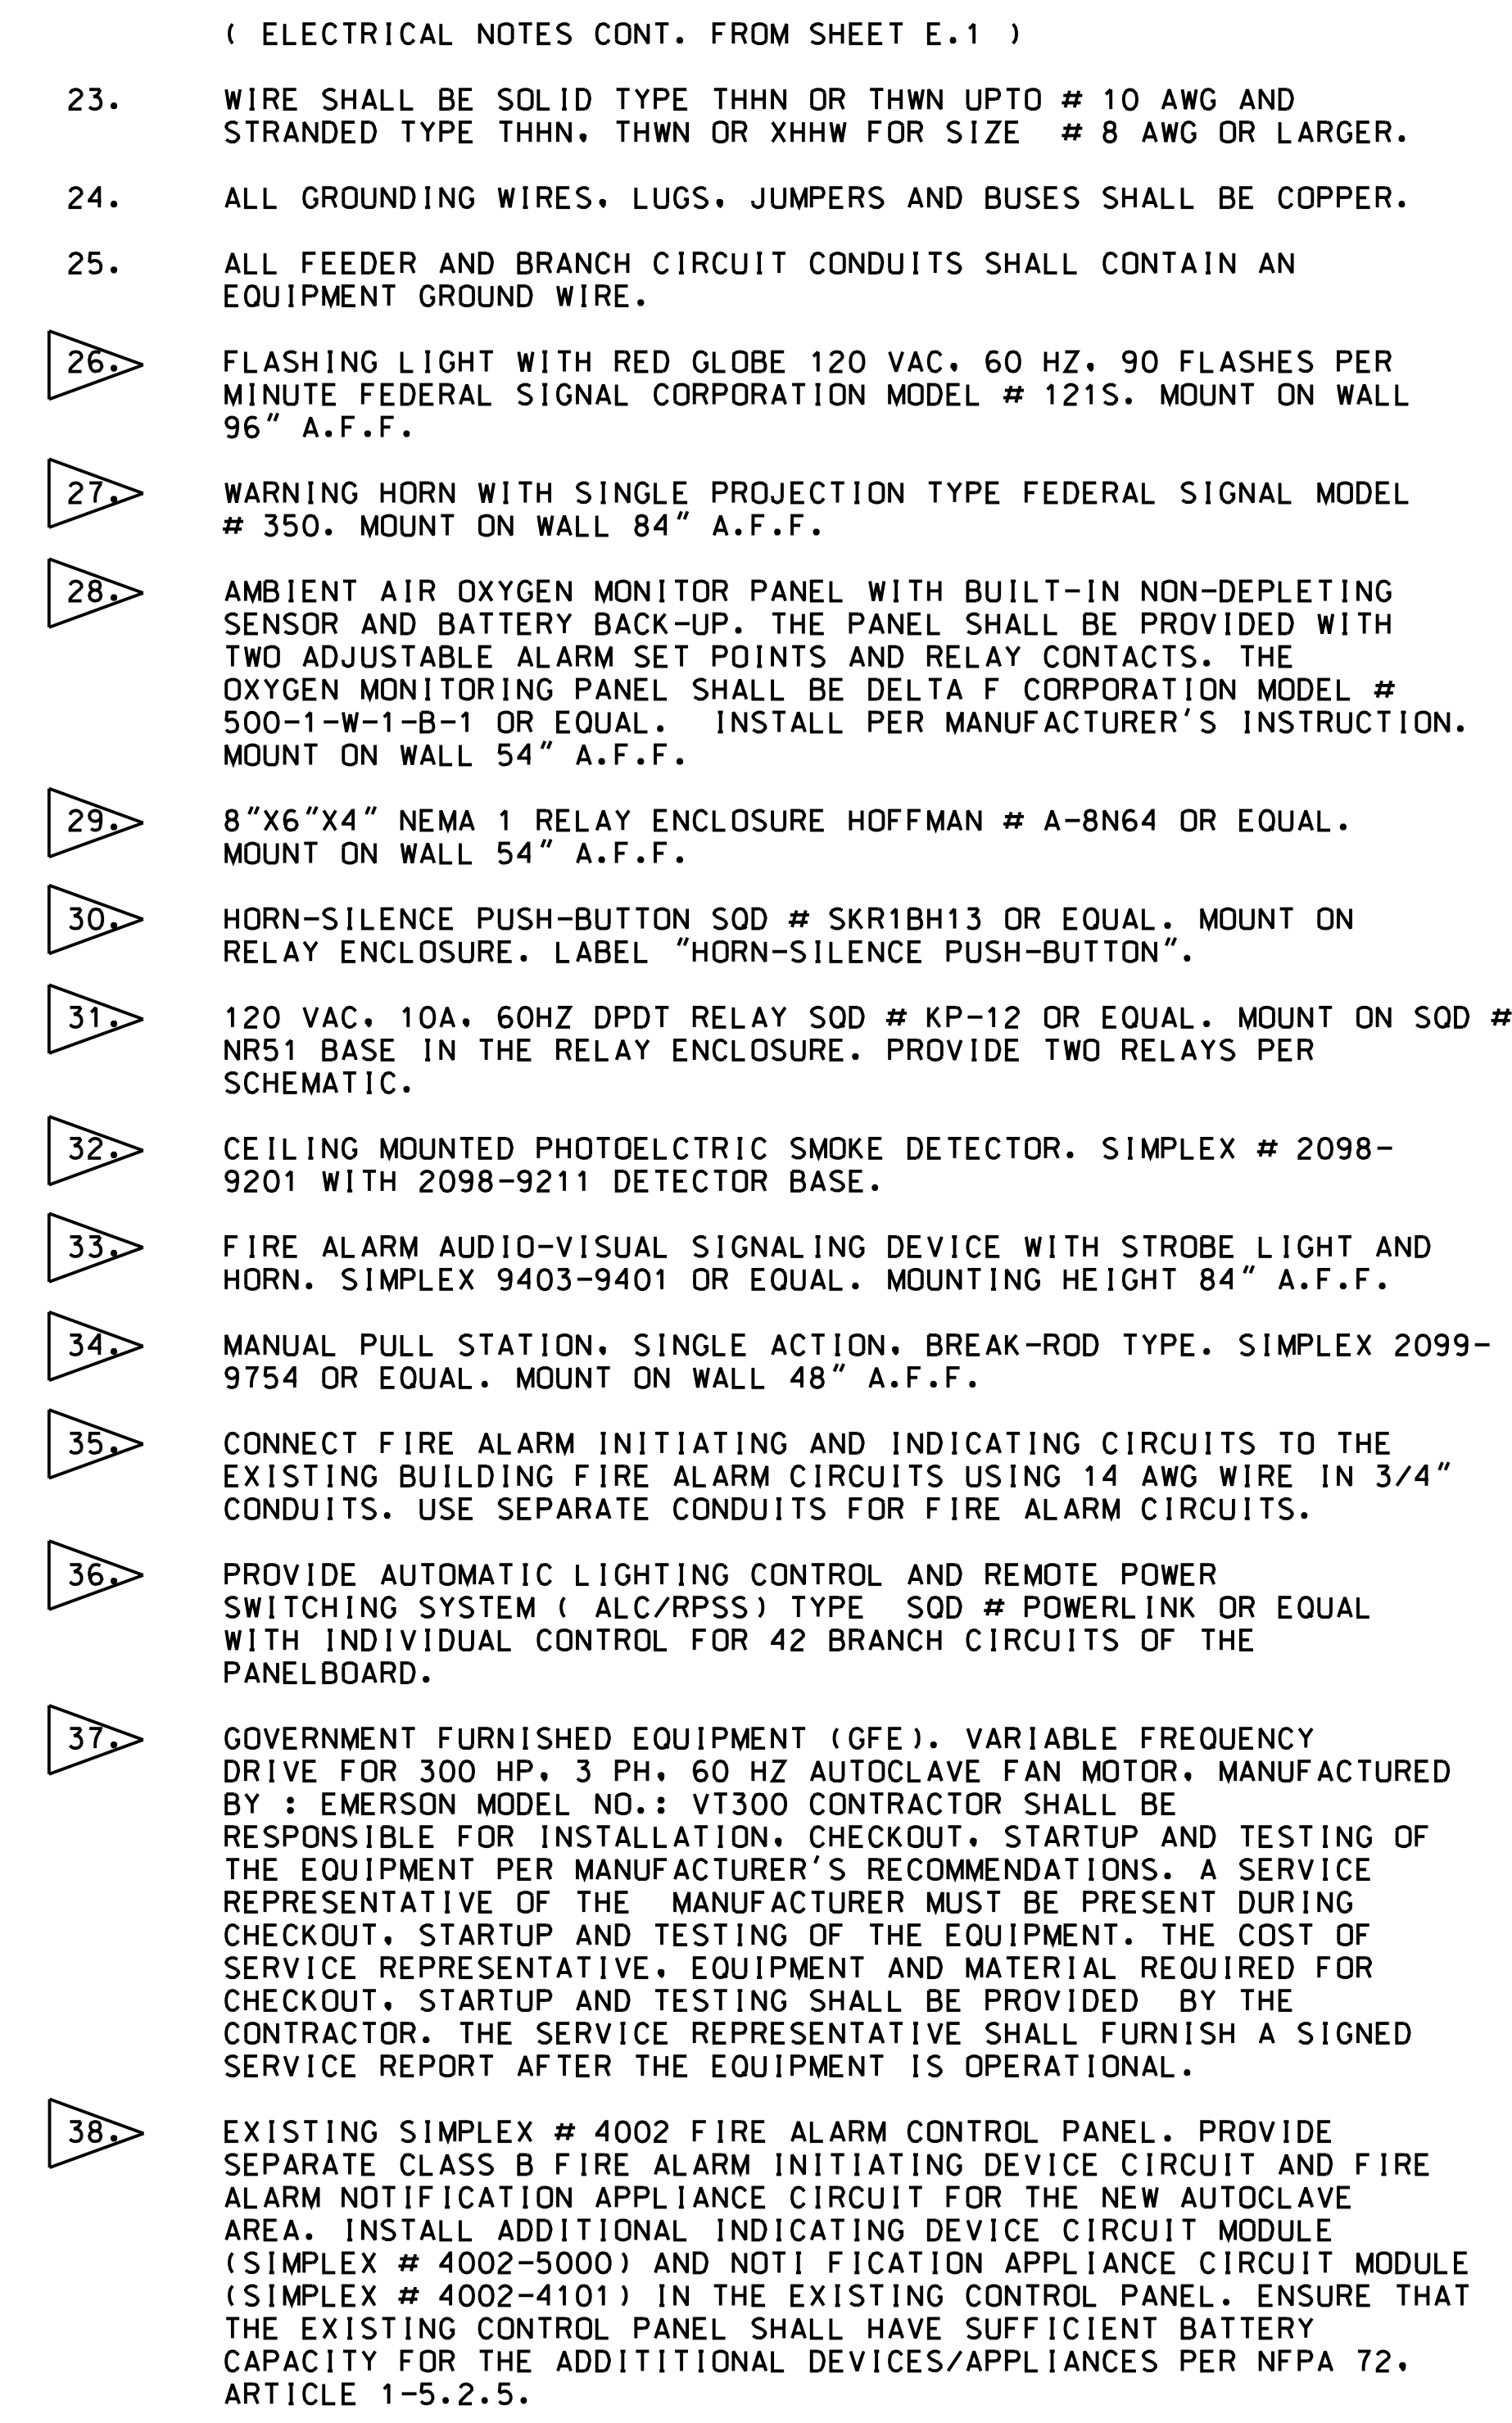 ( ELECTRICAL NOTES CONT. FROM SHEET E.1 )
23. WIRE SHALL BE SOLID TYPE THHN OR THWN UPTO # 10 AWG AND
STRANDED TYPE THHN, THWN OR XHHW FOR SIZE # 8 AWG OR LARGER.
24. ALL GROUNDING WIRES, LUGS, JUMPERS AND BUSES SHALL BE COPPER.
25. ALL FEEDER AND BRANCH CIRCUIT CONDUITS SHALL CONTAIN AN
EQUIPMENT GROUND WIRE.
26. FLASHING LIGHT WITH RED GLOBE 120 VAC, 60 HZ, 90 FLASHES PER
MINUTE FEDERAL SIGNAL CORPORATION MODEL # 121S. MOUNT ON WALL
96" A.F.F.
27. WARNING HORN WITH SINGLE PROJECTION TYPE FEDERAL SIGNAL MODEL
# 350. MOUNT ON WALL 84" A.F.F.
28. AMBIENT AIR OXYGEN MONITOR PANEL WITH BUILT-IN NON-DEPLETING
SENSOR AND BATTERY BACK-UP. THE PANEL SHALL BE PROVIDED WITH
TWO ADJUSTABLE ALARM SET POINTS AND RELAY CONTACTS. THE
OXYGEN MONITORING PANEL SHALL BE DELTA F CORPORATION MODEL #
500-1-W-1-B-1 OR EQUAL. INSTALL PER MANUFACTURER'S INSTRUCTION.
MOUNT ON WALL 54" A.F.F.
29. 8"X6"X4" NEMA 1 RELAY ENCLOSURE HOFFMAN # A-8N64 OR EQUAL.
MOUNT ON WALL 54" A.F.F.
30. HORN-SILENCE PUSH-BUTTON SQD # SKR1BH13 OR EQUAL. MOUNT ON
RELAY ENCLOSURE. LABEL "HORN-SILENCE PUSH-BUTTON".
31. 120 VAC, 10A, 60HZ DPDT RELAY SQD # KP-12 OR EQUAL. MOUNT ON SQD #
NR51 BASE IN THE RELAY ENCLOSURE. PROVIDE TWO RELAYS PER
SCHEMATIC.
32. CEILING MOUNTED PHOTOELCTRIC SMOKE DETECTOR. SIMPLEX # 2098-
9201 WITH 2098-9211 DETECTOR BASE.
33. FIRE ALARM AUDIO-VISUAL SIGNALING DEVICE WITH STROBE LIGHT AND
HORN. SIMPLEX 9403-9401 OR EQUAL. MOUNTING HEIGHT 84" A.F.F.
34. MANUAL PULL STATION, SINGLE ACTION, BREAK-ROD TYPE. SIMPLEX 2099-
9754 OR EQUAL. MOUNT ON WALL 48" A.F.F.
35. CONNECT FIRE ALARM INITIATING AND INDICATING CIRCUITS TO THE
EXISTING BUILDING FIRE ALARM CIRCUITS USING 14 AWG WIRE IN 3/4"
CONDUITS. USE SEPARATE CONDUITS FOR FIRE ALARM CIRCUITS.
36. PROVIDE AUTOMATIC LIGHTING CONTROL AND REMOTE POWER
SWITCHING SYSTEM ( ALC/RPSS) TYPE SQD # POWERLINK OR EQUAL
WITH INDIVIDUAL CONTROL FOR 42 BRANCH CIRCUITS OF THE
PANELBOARD.
37. GOVERNMENT FURNISHED EQUIPMENT (GFE). VARIABLE FREQUENCY
DRIVE FOR 300 HP, 3 PH, 60 HZ AUTOCLAVE FAN MOTOR, MANUFACTURED
BY : EMERSON MODEL NO.: VT300 CONTRACTOR SHALL BE
RESPONSIBLE FOR INSTALLATION, CHECKOUT, STARTUP AND TESTING OF
THE EQUIPMENT PER MANUFACTURER'S RECOMMENDATIONS. A SERVICE
REPRESENTATIVE OF THE MANUFACTURER MUST BE PRESENT DURING
CHECKOUT, STARTUP AND TESTING OF THE EQUIPMENT. THE COST OF
SERVICE REPRESENTATIVE, EQUIPMENT AND MATERIAL REQUIRED FOR
CHECKOUT, STARTUP AND TESTING SHALL BE PROVIDED BY THE
CONTRACTOR. THE SERVICE REPRESENTATIVE SHALL FURNISH A SIGNED
SERVICE REPORT AFTER THE EQUIPMENT IS OPERATIONAL.
38. EXISTING SIMPLEX # 4002 FIRE ALARM CONTROL PANEL. PROVIDE
SEPARATE CLASS B FIRE ALARM INITIATING DEVICE CIRCUIT AND FIRE
ALARM NOTIFICATION APPLIANCE CIRCUIT FOR THE NEW AUTOCLAVE
AREA. INSTALL ADDITIONAL INDICATING DEVICE CIRCUIT MODULE
(SIMPLEX # 4002-5000) AND NOTI FICATION APPLIANCE CIRCUIT MODULE
(SIMPLEX # 4002-4101) IN THE EXISTING CONTROL PANEL. ENSURE THAT
THE EXISTING CONTROL PANEL SHALL HAVE SUFFICIENT BATTERY
CAPACITY FOR THE ADDITITIONAL DEVICES/APPLIANCES PER NFPA 72,
ARTICLE 1-5.2.5.